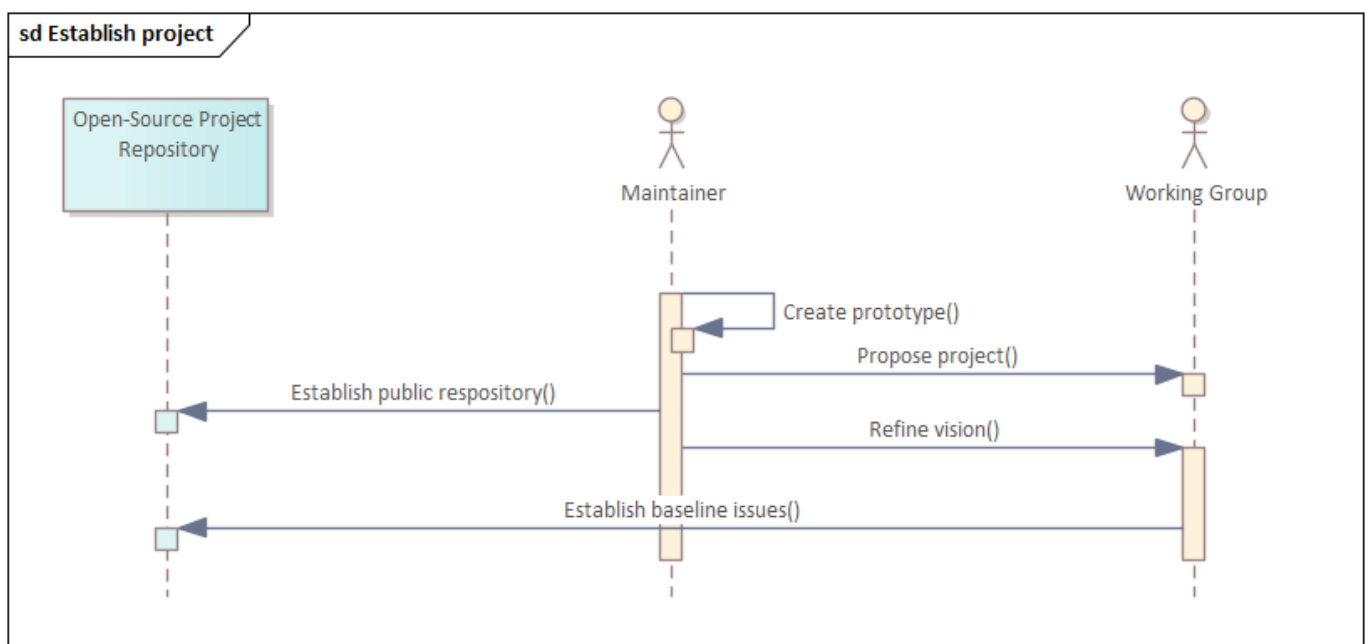 sd Establish project
Open-Source Project
Repository
Maintainer
Working Group
Create prototype()
Propose project()
Establish public respository()
Refine vision()
Establish baseline issues()